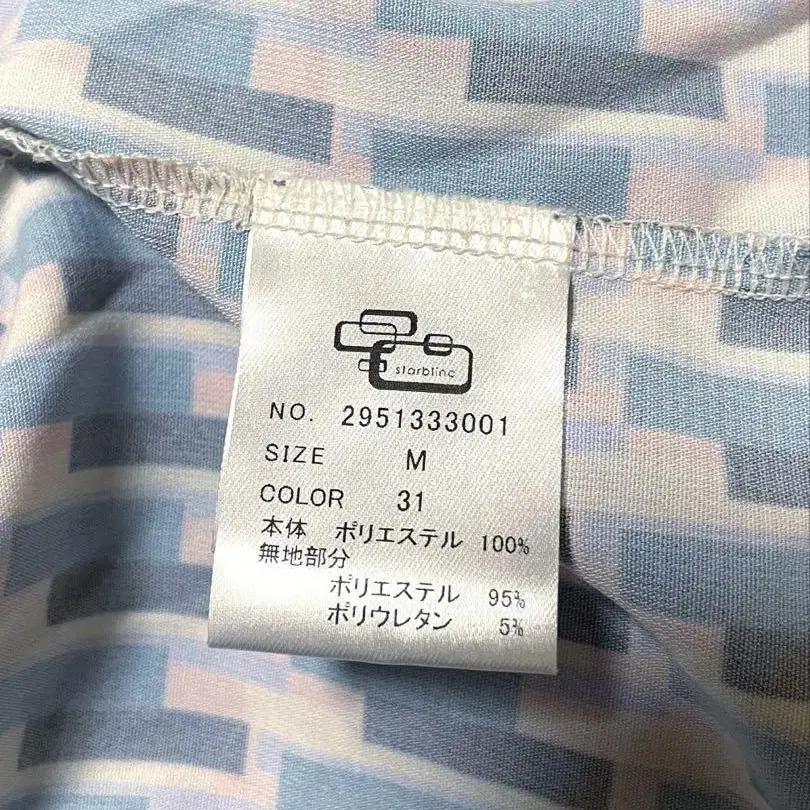 starblinc
NO. 2951333001
SIZE M
COLOR 31
本体 ポリエステル 100%
無地部分
ポリエステル 95%
ポリウレタン 5%